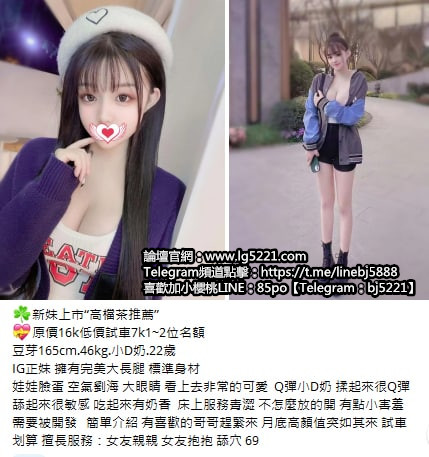 論壇官網：www.lg5221.com
Telegram頻道點擊：https://t.me/linebj5888
喜歡加小櫻桃LINE：85po【Telegram：bj5221】
🍀新妹上市“高檔茶推薦”
💝原價16k低價試車7k1~2位名額
豆芽165cm.46kg.小D奶.22歲
IG正妹 擁有完美大長腿 標準身材
娃娃臉蛋 空氣劉海 大眼睛 看上去非常的可愛 Q彈小D奶 揉起來很Q彈
舔起來很敏感 吃起來有奶香 床上服務青澀 不怎麼放的開 有點小害羞
需要被開發 簡單介紹 有喜歡的哥哥趕緊來 月底高顏值突如其來 試車
划算 擅長服務：女友親親 女友抱抱 舔穴 69